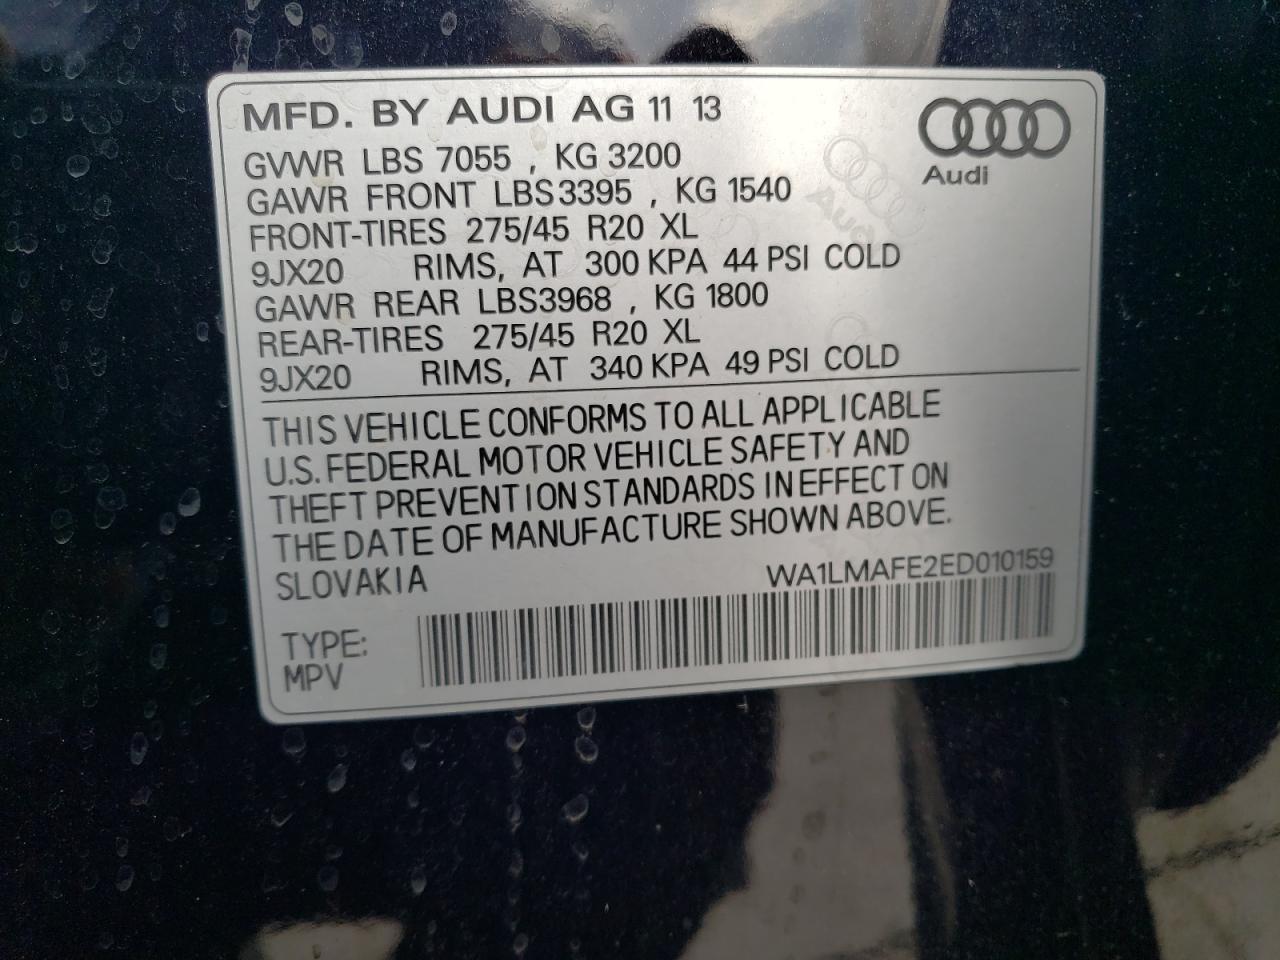 MFD. BY AUDI AG 11 13
Audi
GVWR LBS 7055 , KG 3200
GAWR FRONT LBS3395 , KG 1540
FRONT-TIRES 275/45 R20 XL
9JX20 RIMS, AT 300 KPA 44 PSI COLD
GAWR REAR LBS3968 , KG 1800
REAR-TIRES 275/45 R20 XL
9JX20 RIMS, AT 340 KPA 49 PSI COLD
THIS VEHICLE CONFORMS TO ALL APPLICABLE
U.S. FEDERAL MOTOR VEHICLE SAFETY AND
THEFT PREVENTION STANDARDS IN EFFECT ON
THE DATE OF MANUFACTURE SHOWN ABOVE.
SLOVAKIA WA1LMAFE2ED010159
TYPE:
MPV